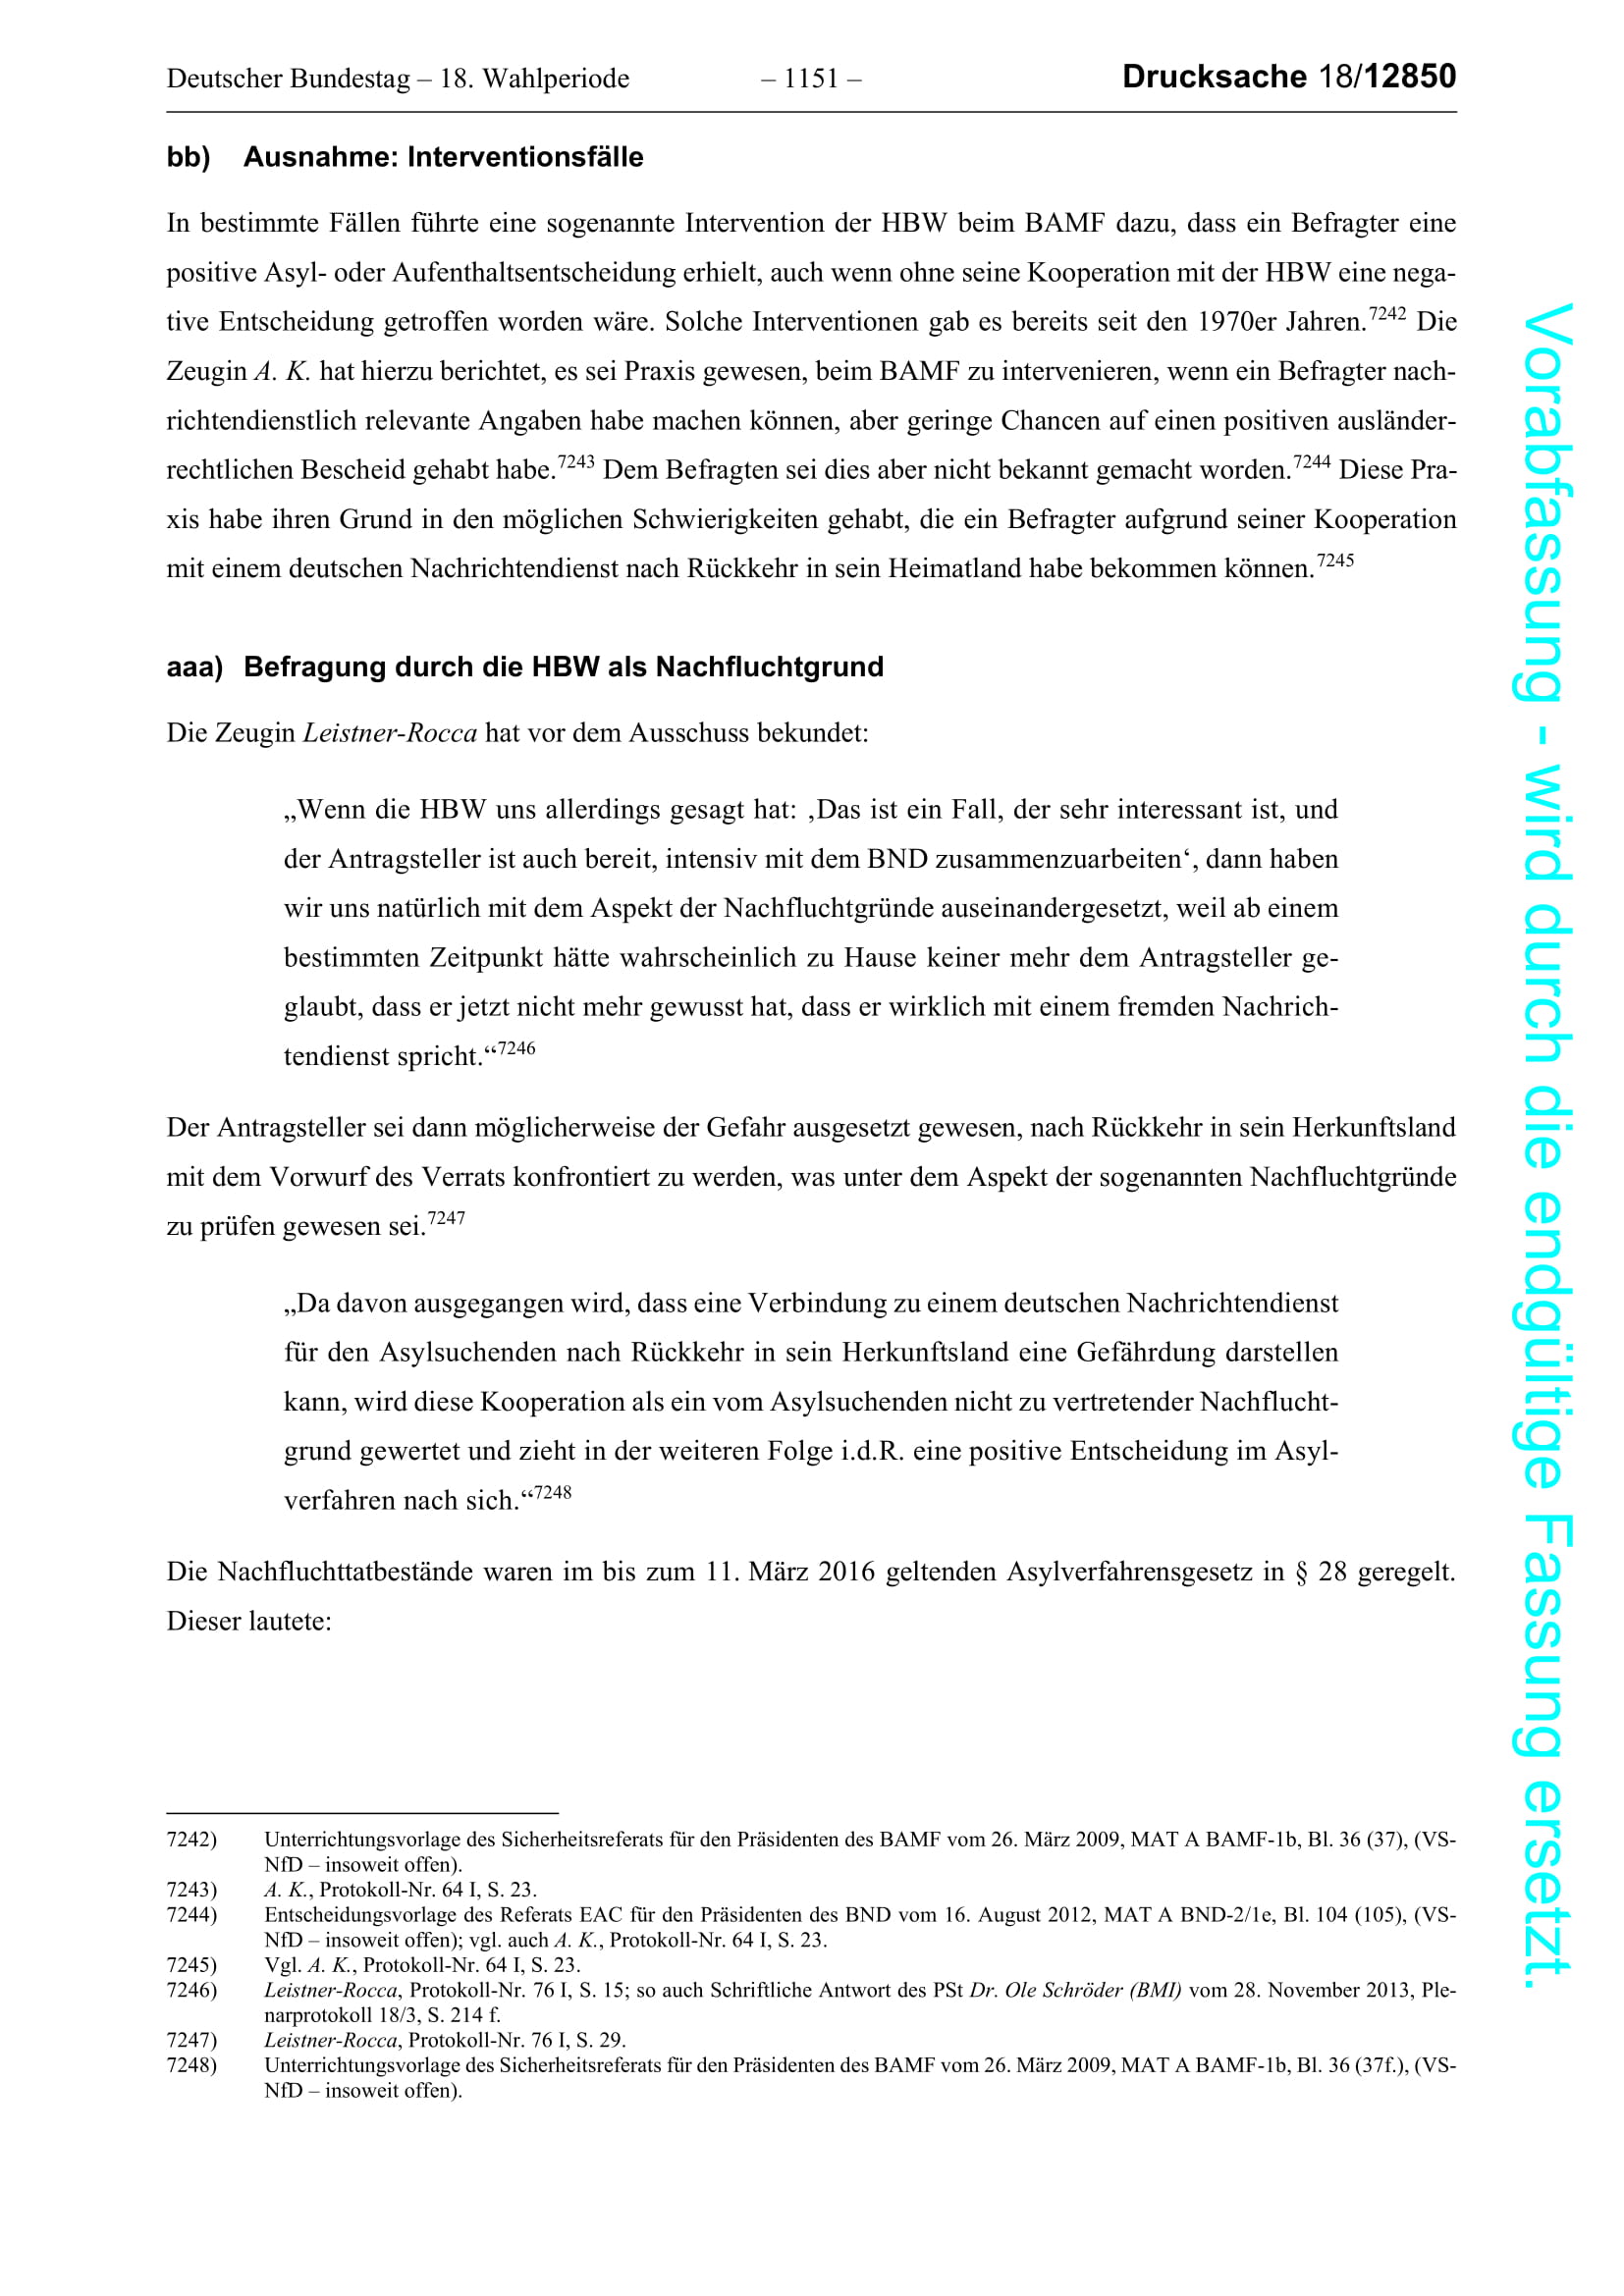 Deutscher Bundestag – 18. Wahlperiode – 1151 – Drucksache 18/12850
bb) Ausnahme: Interventionsfälle
In bestimmte Fällen führte eine sogenannte Intervention der HBW beim BAMF dazu, dass ein Befragter eine
positive Asyl- oder Aufenthaltsentscheidung erhielt, auch wenn ohne seine Kooperation mit der HBW eine nega-
tive Entscheidung getroffen worden wäre. Solche Interventionen gab es bereits seit den 1970er Jahren.7242 Die
Zeugin A. K. hat hierzu berichtet, es sei Praxis gewesen, beim BAMF zu intervenieren, wenn ein Befragter nach-
richtendienstlich relevante Angaben habe machen können, aber geringe Chancen auf einen positiven ausländer-
rechtlichen Bescheid gehabt habe.7243 Dem Befragten sei dies aber nicht bekannt gemacht worden.7244 Diese Pra-
xis habe ihren Grund in den möglichen Schwierigkeiten gehabt, die ein Befragter aufgrund seiner Kooperation
mit einem deutschen Nachrichtendienst nach Rückkehr in sein Heimatland habe bekommen können.7245
aaa) Befragung durch die HBW als Nachfluchtgrund
Die Zeugin Leistner-Rocca hat vor dem Ausschuss bekundet:
„Wenn die HBW uns allerdings gesagt hat: ‚Das ist ein Fall, der sehr interessant ist, und
der Antragsteller ist auch bereit, intensiv mit dem BND zusammenzuarbeiten‘, dann haben
wir uns natürlich mit dem Aspekt der Nachfluchtgründe auseinandergesetzt, weil ab einem
bestimmten Zeitpunkt hätte wahrscheinlich zu Hause keiner mehr dem Antragsteller ge-
glaubt, dass er jetzt nicht mehr gewusst hat, dass er wirklich mit einem fremden Nachrich-
tendienst spricht.“7246
Der Antragsteller sei dann möglicherweise der Gefahr ausgesetzt gewesen, nach Rückkehr in sein Herkunftsland
mit dem Vorwurf des Verrats konfrontiert zu werden, was unter dem Aspekt der sogenannten Nachfluchtgründe
zu prüfen gewesen sei.7247
„Da davon ausgegangen wird, dass eine Verbindung zu einem deutschen Nachrichtendienst
für den Asylsuchenden nach Rückkehr in sein Herkunftsland eine Gefährdung darstellen
kann, wird diese Kooperation als ein vom Asylsuchenden nicht zu vertretender Nachflucht-
grund gewertet und zieht in der weiteren Folge i.d.R. eine positive Entscheidung im Asyl-
verfahren nach sich.“7248
Die Nachfluchttatbestände waren im bis zum 11. März 2016 geltenden Asylverfahrensgesetz in § 28 geregelt.
Dieser lautete:
7242) Unterrichtungsvorlage des Sicherheitsreferats für den Präsidenten des BAMF vom 26. März 2009, MAT A BAMF-1b, Bl. 36 (37), (VS-
NfD – insoweit offen).
7243) A. K., Protokoll-Nr. 64 I, S. 23.
7244) Entscheidungsvorlage des Referats EAC für den Präsidenten des BND vom 16. August 2012, MAT A BND-2/1e, Bl. 104 (105), (VS-
NfD – insoweit offen); vgl. auch A. K., Protokoll-Nr. 64 I, S. 23.
7245) Vgl. A. K., Protokoll-Nr. 64 I, S. 23.
7246) Leistner-Rocca, Protokoll-Nr. 76 I, S. 15; so auch Schriftliche Antwort des PSt Dr. Ole Schröder (BMI) vom 28. November 2013, Ple-
narprotokoll 18/3, S. 214 f.
7247) Leistner-Rocca, Protokoll-Nr. 76 I, S. 29.
7248) Unterrichtungsvorlage des Sicherheitsreferats für den Präsidenten des BAMF vom 26. März 2009, MAT A BAMF-1b, Bl. 36 (37f.), (VS-
NfD – insoweit offen).
Vorabfassung - wird durch die endgültige Fassung ersetzt.